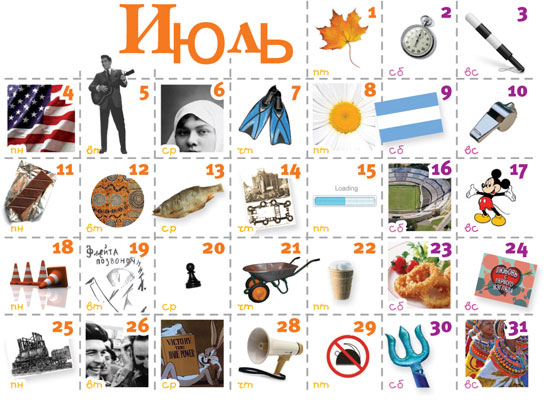 Июль
1 2 3
пт сб вс
4 5 6 7 8 9 10
пн вт ср чт пт сб вс
11 12 13 14 15 16 17
Loading
пн вт ср чт пт сб вс
18 19 20 21 22 23 24
Флейта
позвоночн
ЛЮБОВЬ
пн вт ср чт пт сб вс
25 26 27 28 29 30 31
VICTORY
THRU
HARE POWER
пн вт ср чт пт сб вс